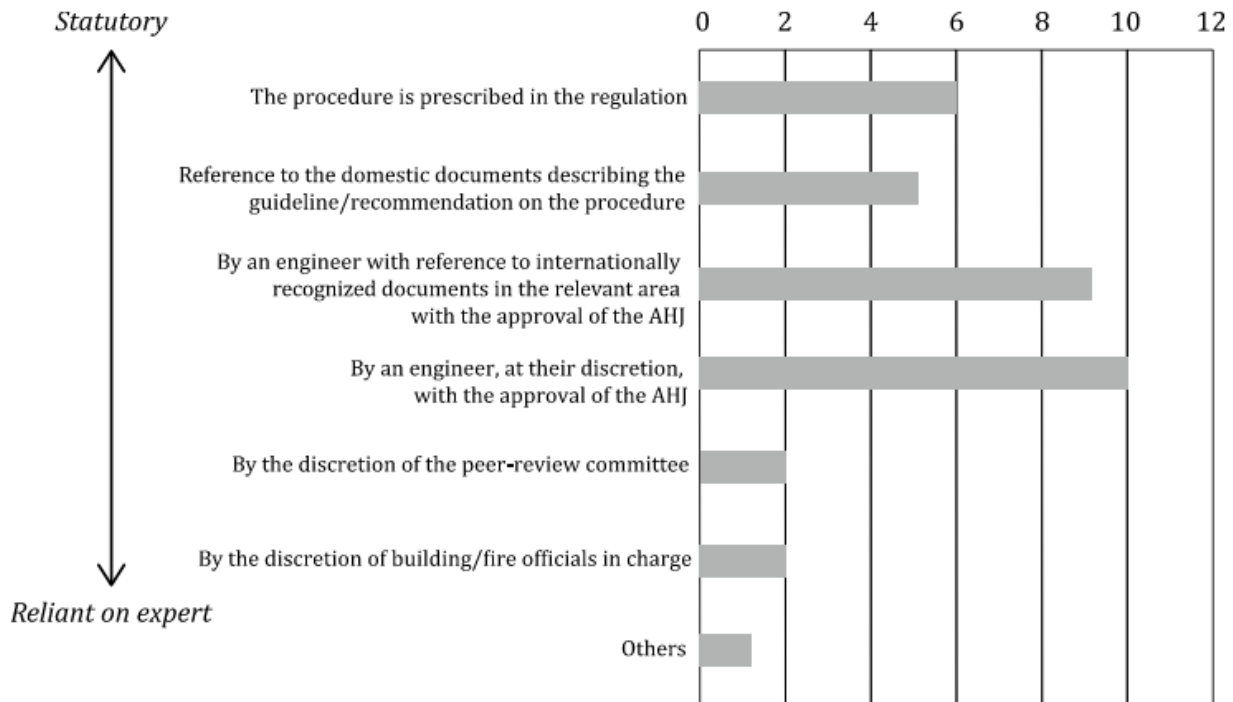 Statutory
0 2 4 6 8 10 12
The procedure is prescribed in the regulation
Reference to the domestic documents describing the
guideline/recommendation on the procedure
By an engineer with reference to internationally
recognized documents in the relevant area
with the approval of the AHJ
By an engineer, at their discretion,
with the approval of the AHJ
By the discretion of the peer-review committee
By the discretion of building/fire officials in charge
Reliant on expert
Others